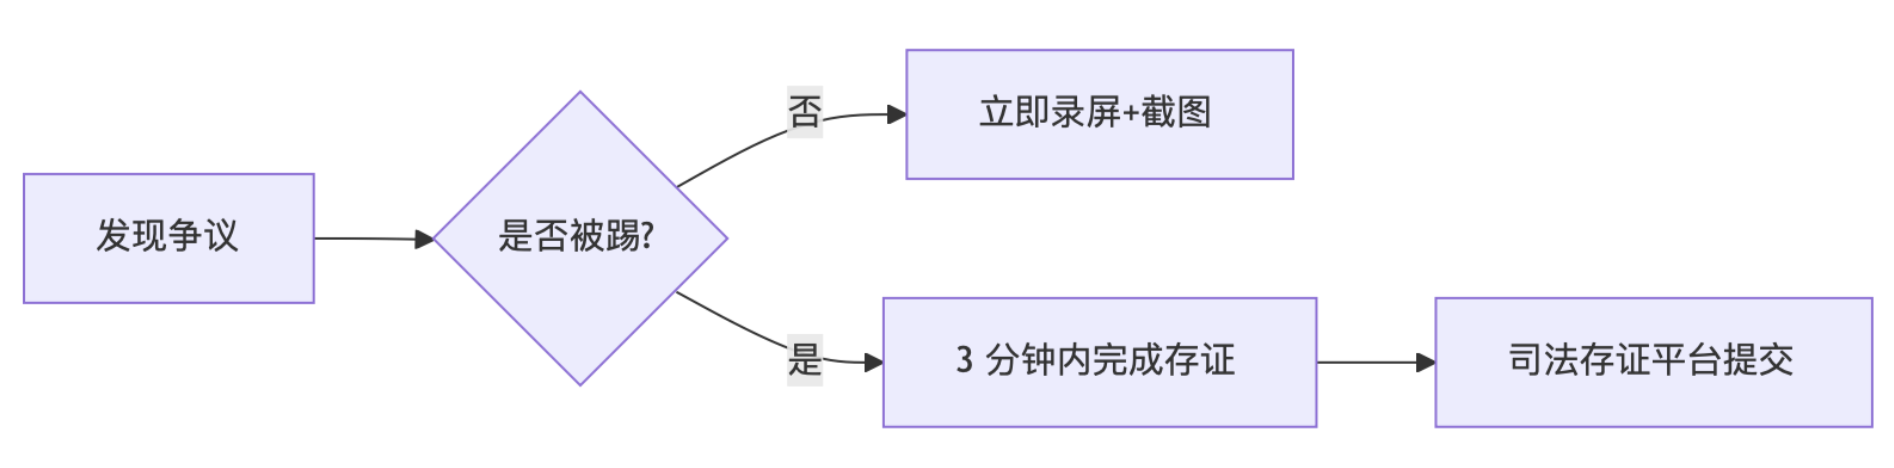 发现争议
是否被踢?
否
立即录屏+截图
是
3 分钟内完成存证
司法存证平台提交